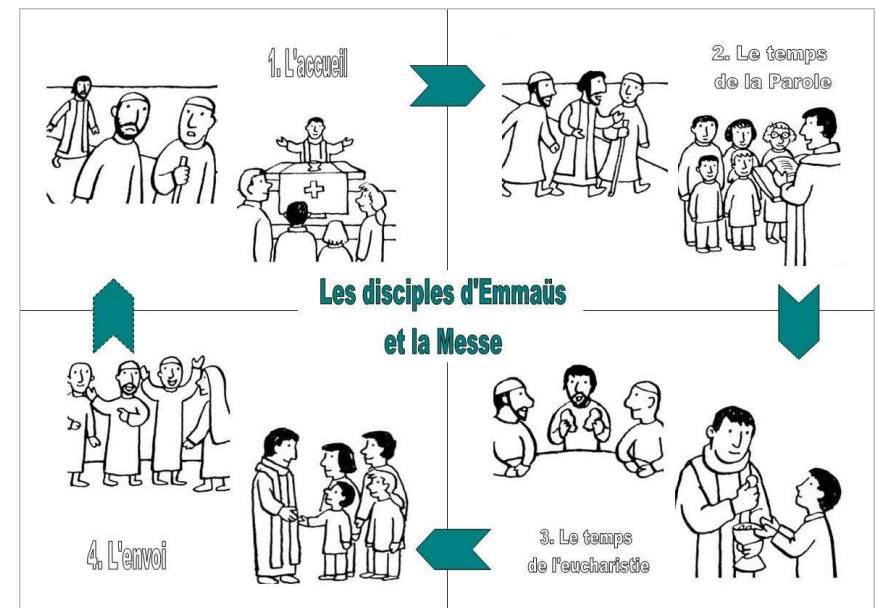 1. L'accueil
2. Le temps
de la Parole
Les disciples d'Emmaüs
et la Messe
3. Le temps
de l'eucharistie
4. L'envoi